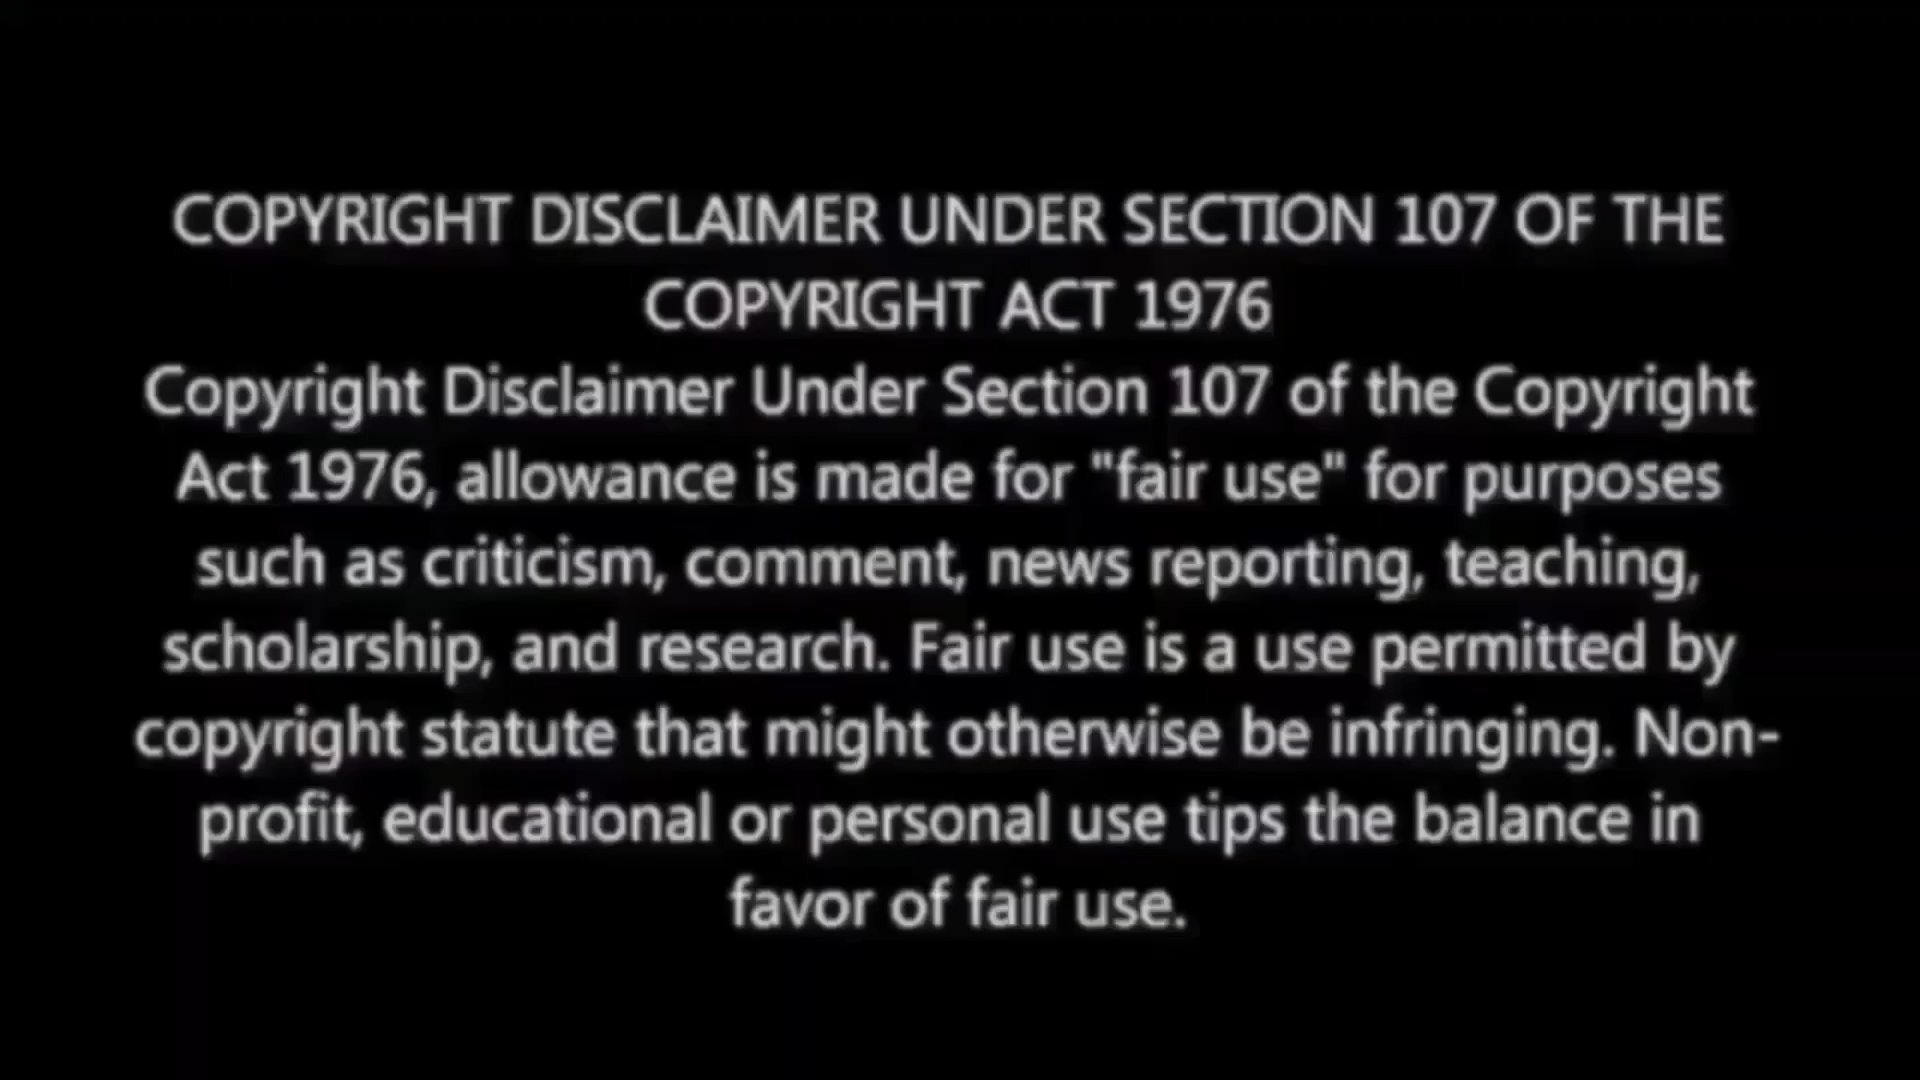 COPYRIGHT DISCLAIMER UNDER SECTION 107 OF THE
COPYRIGHT ACT 1976
Copyright Disclaimer Under Section 107 of the Copyright
Act 1976, allowance is made for "fair use" for purposes
such as criticism, comment, news reporting, teaching,
scholarship, and research. Fair use is a use permitted by
copyright statute that might otherwise be infringing. Non-
profit, educational or personal use tips the balance in
favor of fair use.